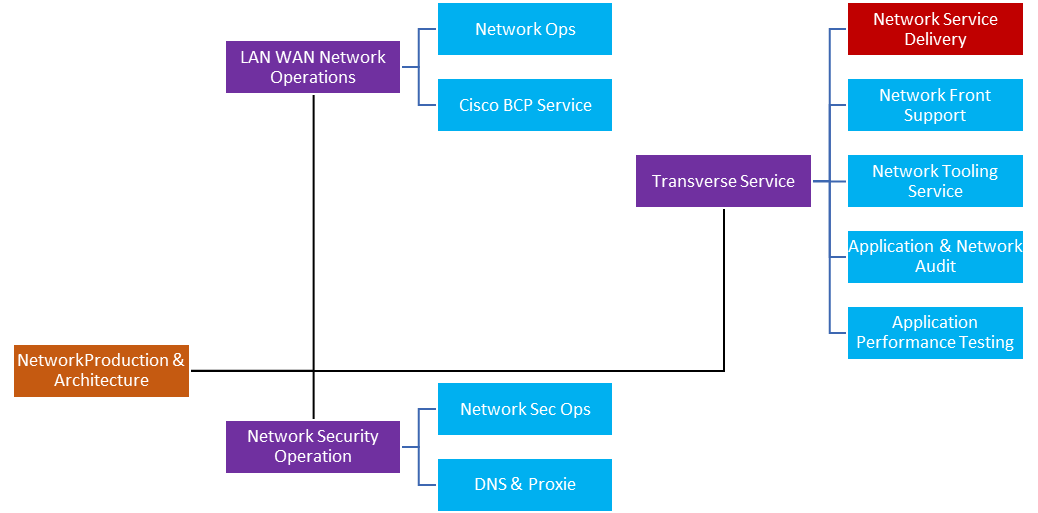 Network Ops
LAN WAN Network
Operations
Cisco BCP Service
Network Service
Delivery
Network Front
Support
Transverse Service
Network Tooling
Service
Application & Network
Audit
Application
Performance Testing
NetworkProduction &
Architecture
Network Sec Ops
Network Security
Operation
DNS & Proxie